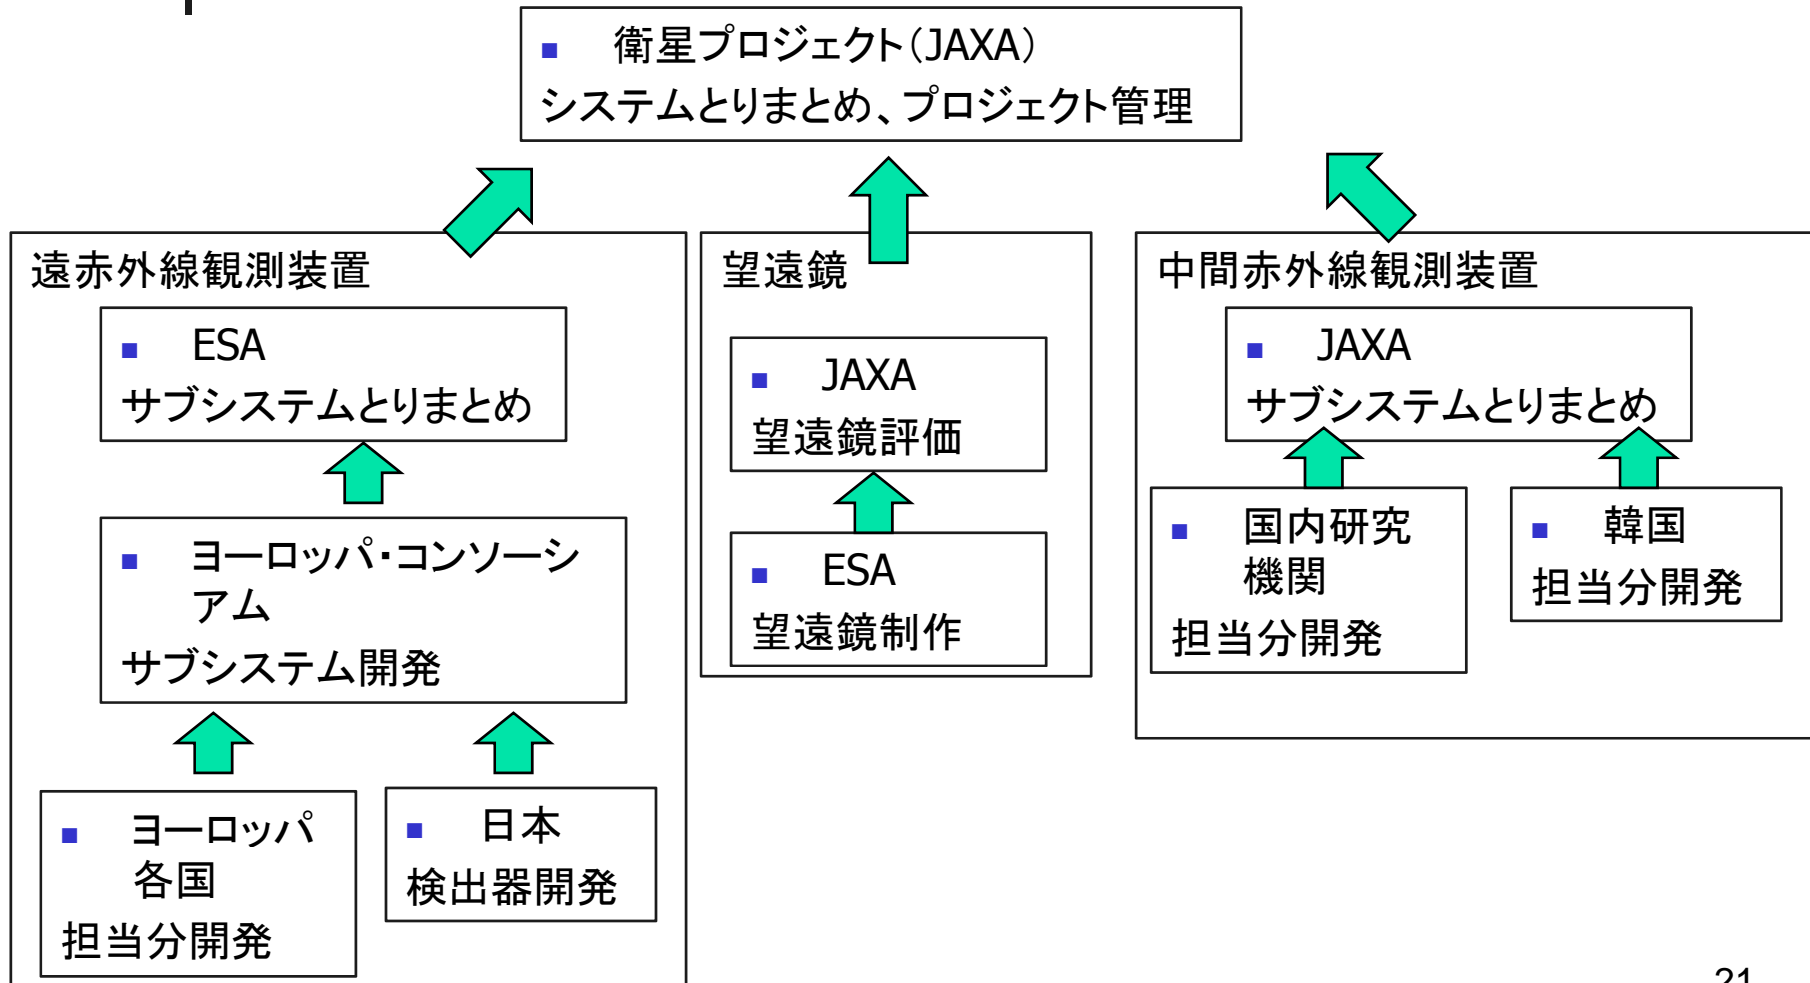 ■ 衛星プロジェクト（JAXA）
システムとりまとめ、プロジェクト管理
遠赤外線観測装置
■ ESA
サブシステムとりまとめ
■ ヨーロッパ・コンソーシ
アム
サブシステム開発
■ ヨーロッパ
各国
担当分開発
■ 日本
検出器開発
望遠鏡
■ JAXA
望遠鏡評価
■ ESA
望遠鏡制作
中間赤外線観測装置
■ JAXA
サブシステムとりまとめ
■ 国内研究
機関
担当分開発
■ 韓国
担当分開発
21